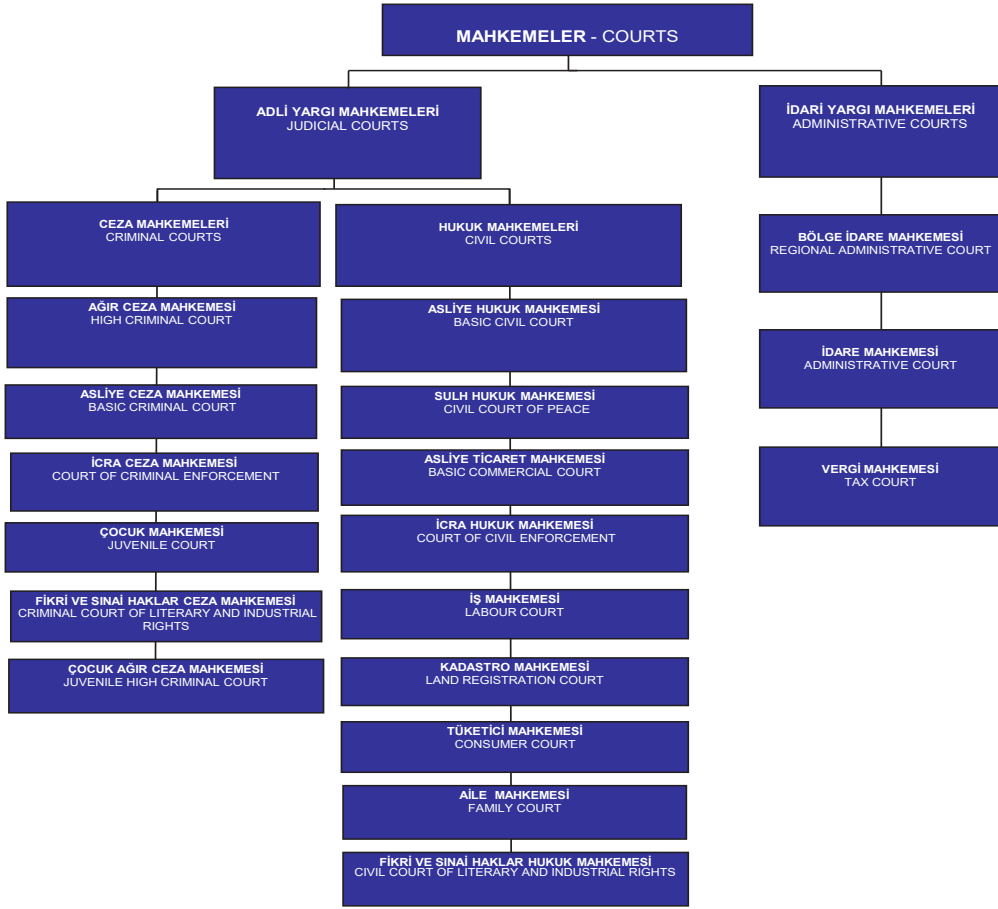 MAHKEMELER - COURTS
ADLİ YARGI MAHKEMELERİ
JUDICIAL COURTS
İDARİ YARGI MAHKEMELERİ
ADMINISTRATIVE COURTS
CEZA MAHKEMELERİ
CRIMINAL COURTS
AĞIR CEZA MAHKEMESİ
HIGH CRIMINAL COURT
ASLİYE CEZA MAHKEMESİ
BASIC CRIMINAL COURT
İCRA CEZA MAHKEMESİ
COURT OF CRIMINAL ENFORCEMENT
ÇOCUK MAHKEMESİ
JUVENILE COURT
FİKRİ VE SINAİ HAKLAR CEZA MAHKEMESİ
CRIMINAL COURT OF LITERARY AND INDUSTRIAL
RIGHTS
ÇOCUK AĞIR CEZA MAHKEMESİ
JUVENILE HIGH CRIMINAL COURT
HUKUK MAHKEMELERİ
CIVIL COURTS
ASLİYE HUKUK MAHKEMESİ
BASIC CIVIL COURT
SULH HUKUK MAHKEMESİ
CIVIL COURT OF PEACE
ASLİYE TİCARET MAHKEMESİ
BASIC COMMERCIAL COURT
İCRA HUKUK MAHKEMESİ
COURT OF CIVIL ENFORCEMENT
İŞ MAHKEMESİ
LABOUR COURT
KADASTRO MAHKEMESİ
LAND REGISTRATION COURT
TÜKETİCİ MAHKEMESİ
CONSUMER COURT
AİLE MAHKEMESİ
FAMILY COURT
FİKRİ VE SINAİ HAKLAR HUKUK MAHKEMESİ
CIVIL COURT OF LITERARY AND INDUSTRIAL RIGHTS
BÖLGE İDARE MAHKEMESİ
REGIONAL ADMINISTRATIVE COURT
İDARE MAHKEMESİ
ADMINISTRATIVE COURT
VERGİ MAHKEMESİ
TAX COURT